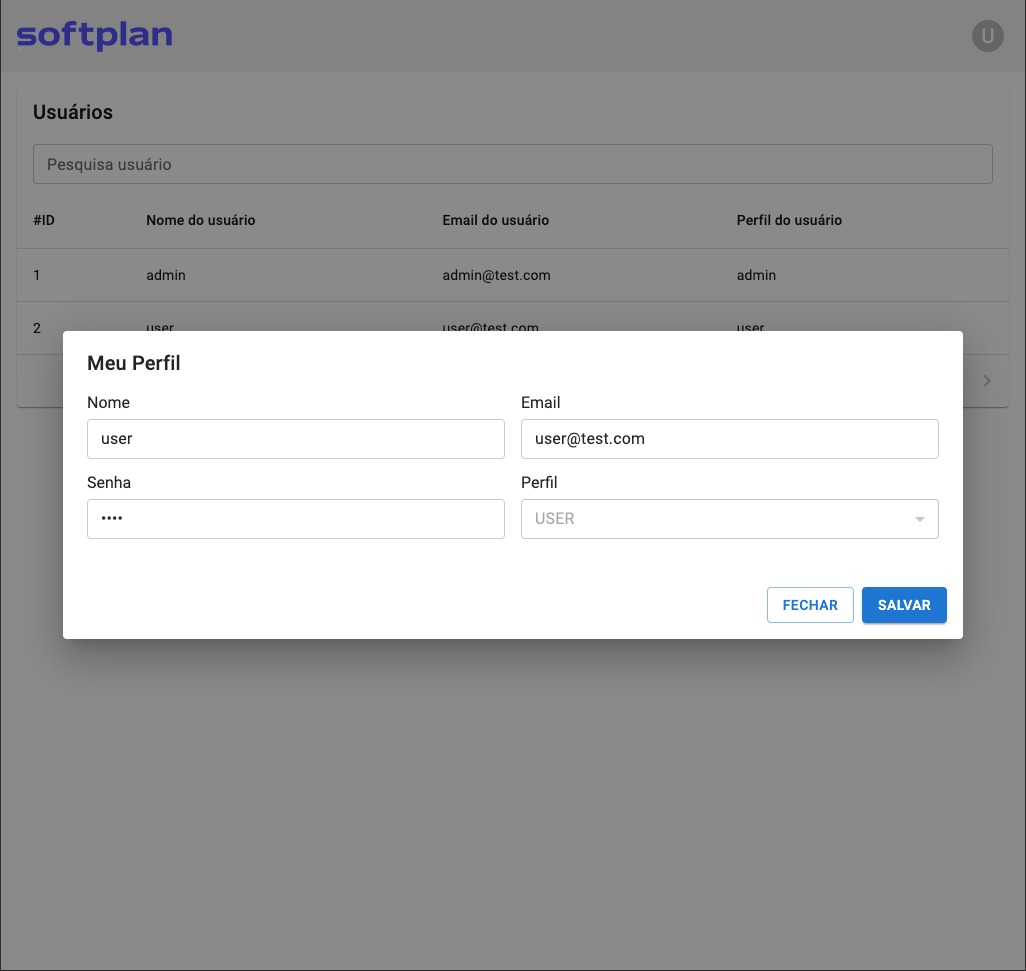 softplan
U
Usuários
Pesquisa usuário
#ID Nome do usuário Email do usuário Perfil do usuário
1 admin admin@test.com admin
2 user user@test.com user
Meu Perfil
Nome Email
user user@test.com
Senha Perfil
•••• USER
FECHAR SALVAR